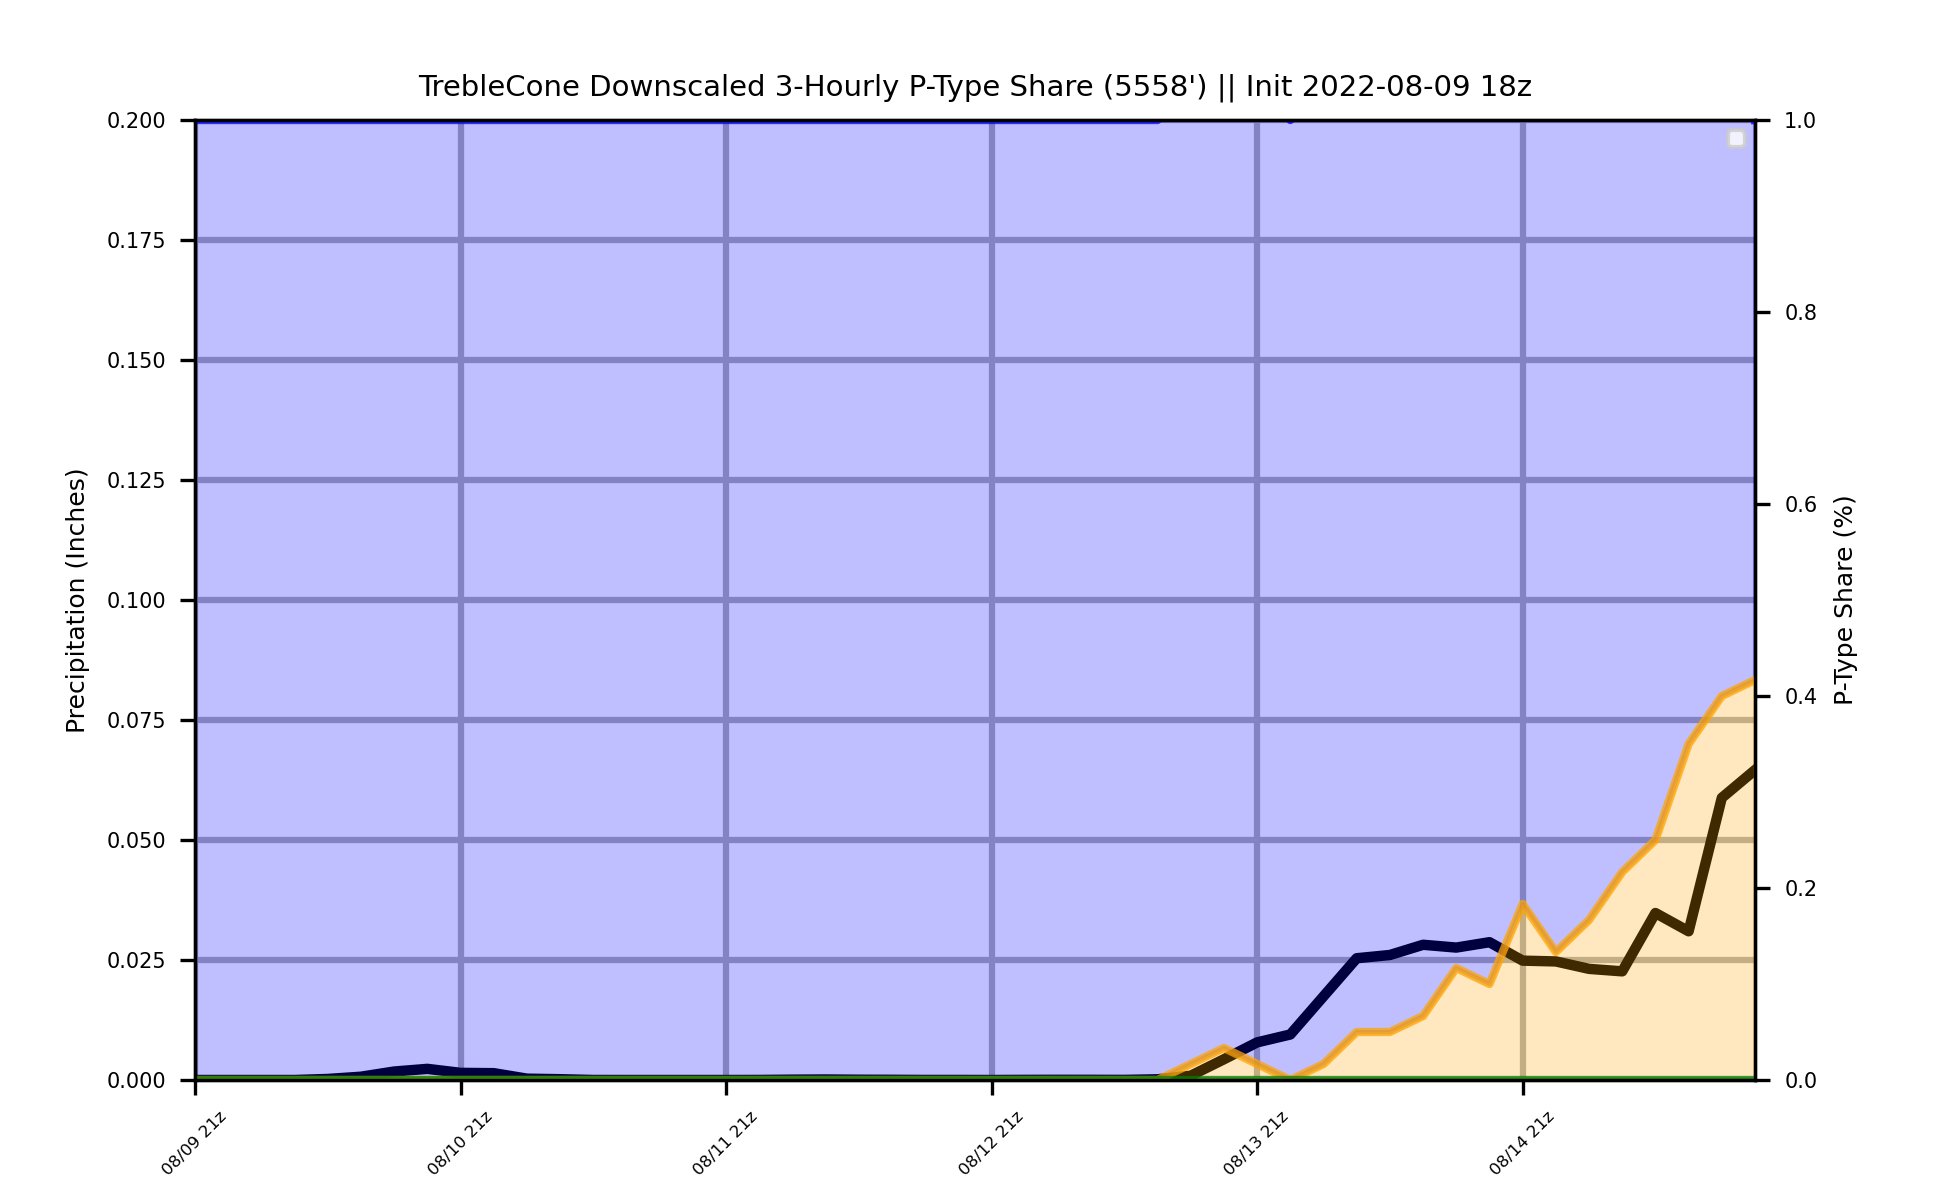 TrebleCone Downscaled 3-Hourly P-Type Share (5558') || Init 2022-08-09 18z
Precipitation (Inches)
0.200
0.175
0.150
0.125
0.100
0.075
0.050
0.025
0.000
1.0
0.8
0.6
0.4
0.2
0.0
P-Type Share (%)
08/09 21z
08/10 21z
08/11 21z
08/12 21z
08/13 21z
08/14 21z